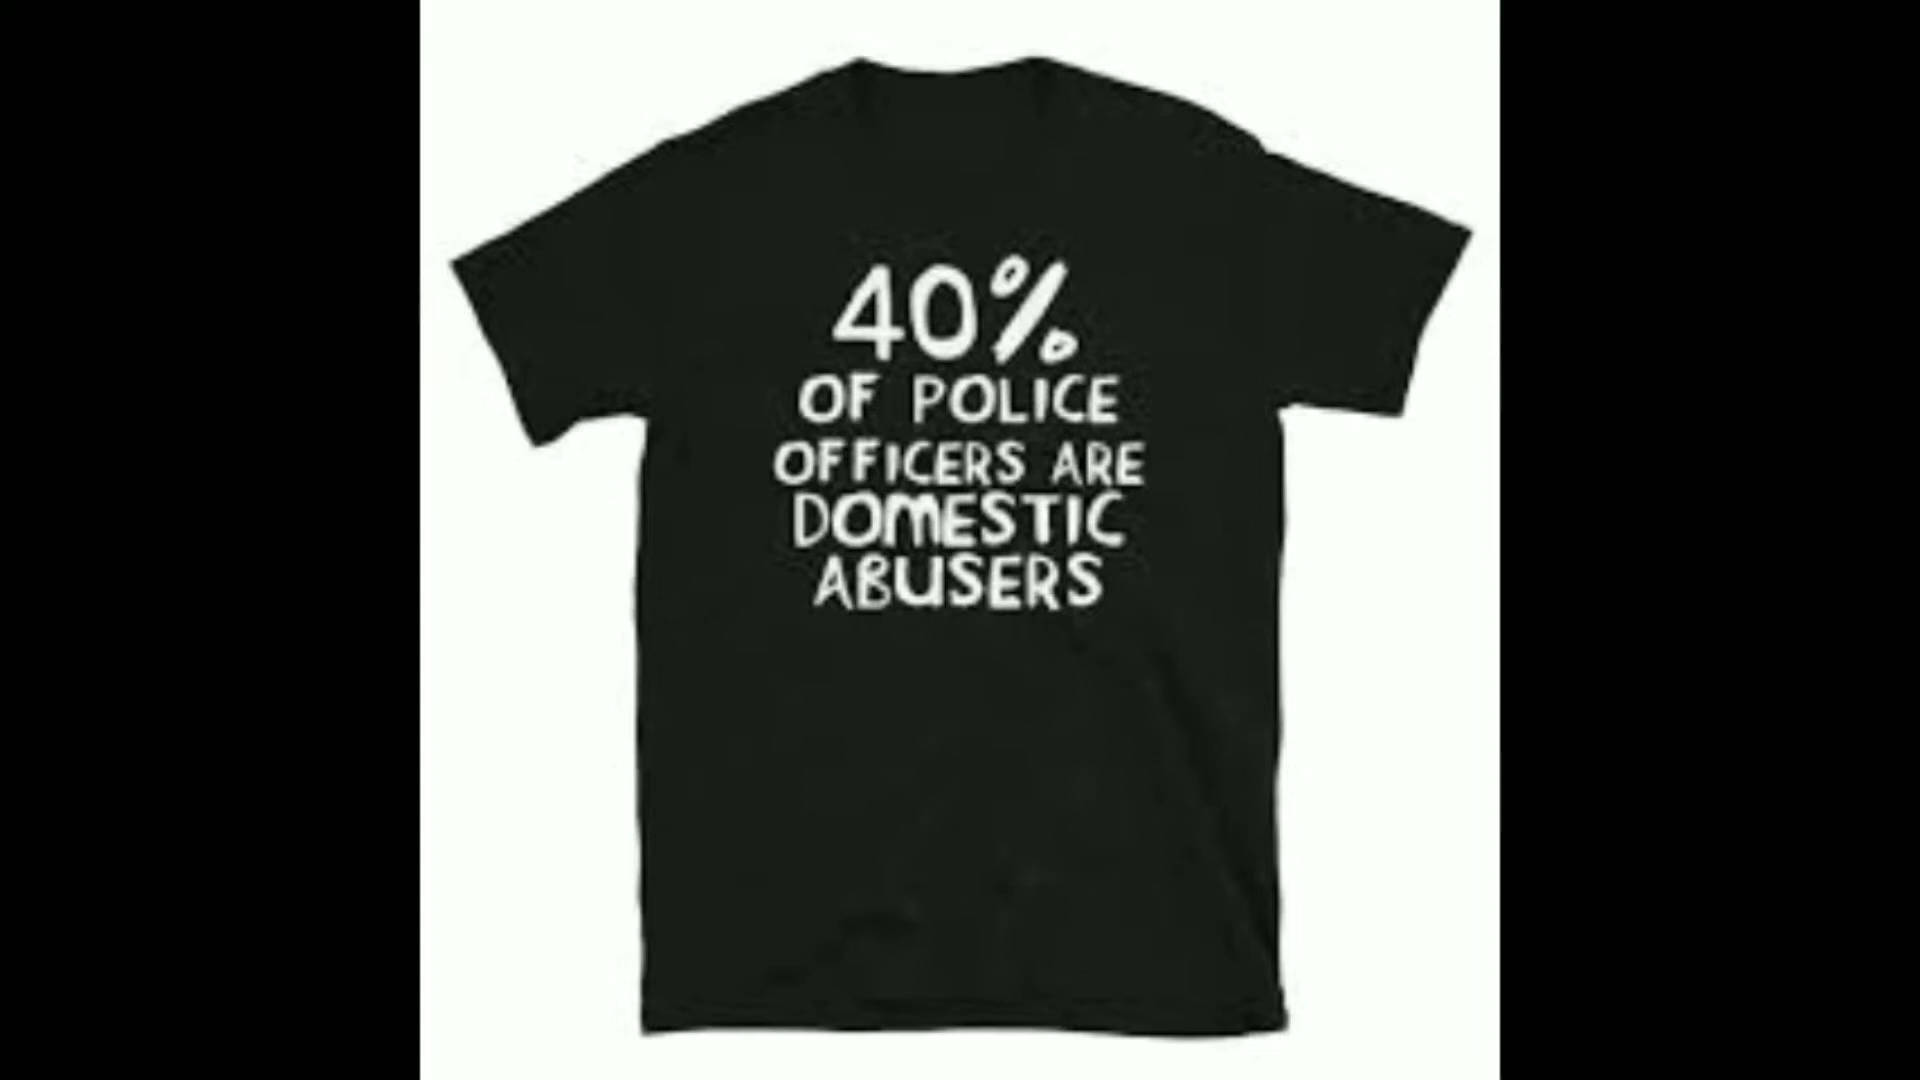 40%
OF POLICE
OFFICERS ARE
DOMESTIC
ABUSERS